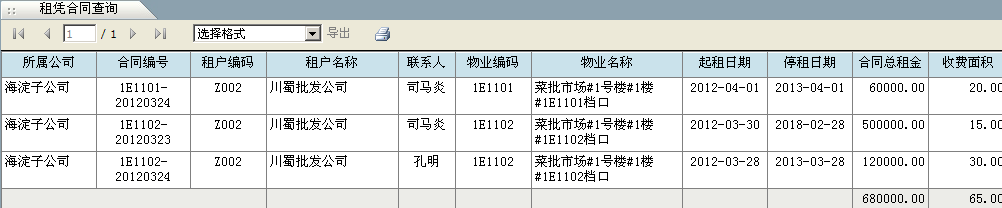 租凭合同查询
1 / 1 选择格式 导出
所属公司 合同编号 租户编码 租户名称 联系人 物业编码 物业名称 起租日期 停租日期 合同总租金 收费面积
海淀子公司 1E1101-20120324 Z002 川蜀批发公司 司马炎 1E1101 菜批市场#1号楼#1楼#1E1101档口 2012-04-01 2013-04-01 60000.00 20.00
海淀子公司 1E1102-20120323 Z002 川蜀批发公司 司马炎 1E1102 菜批市场#1号楼#1楼#1E1102档口 2012-03-30 2018-02-28 500000.00 15.00
海淀子公司 1E1102-20120324 Z002 川蜀批发公司 孔明 1E1102 菜批市场#1号楼#1楼#1E1102档口 2012-03-28 2013-03-28 120000.00 30.00
680000.00 65.00